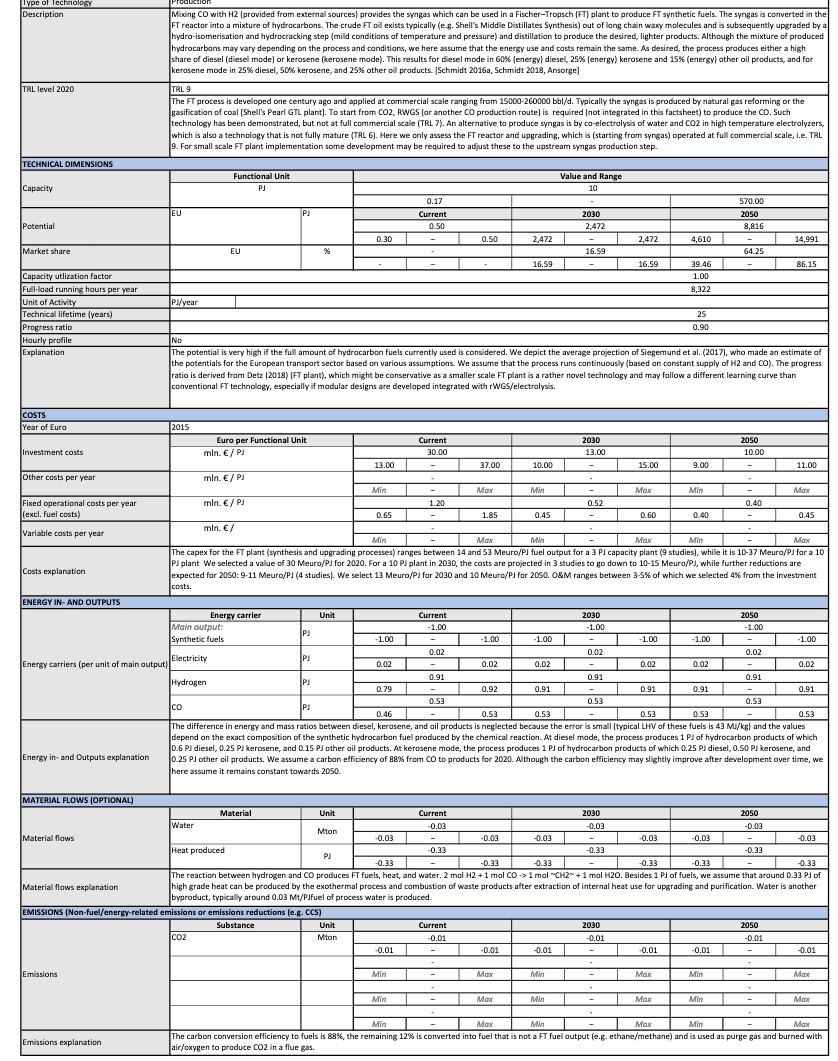 Type of Technology Production
Description Mixing CO with H2 (provided from external sources) provides the syngas which can be used in a Fischer–Tropsch (FT) plant to produce FT synthetic fuels. The syngas is converted in the
FT reactor into a mixture of hydrocarbons. The crude FT oil exists typically (e.g. Shell's Middle Distillates Synthesis) out of long chain waxy molecules and is subsequently upgraded by a
hydro-isomerisation and hydrocracking step (mild conditions of temperature and pressure) and distillation to produce the desired, lighter products. Although the mixture of produced
hydrocarbons may vary depending on the process and conditions, we here assume that the energy use and costs remain the same. As desired, the process produces either a high
share of diesel (diesel mode) or kerosene (kerosene mode). This results for diesel mode in 60% (energy) diesel, 25% (energy) kerosene and 15% (energy) other oil products, and for
kerosene mode in 25% diesel, 50% kerosene, and 25% other oil products. [Schmidt 2016a, Schmidt 2018, Ansorge]
TRL level 2020 TRL 9
The FT process is developed one century ago and applied at commercial scale ranging from 15000-260000 bbl/d. Typically the syngas is produced by natural gas reforming or the
gasification of coal [Shell's Pearl GTL plant]. To start from CO2, RWGS (or another CO production route) is required (not integrated in this factsheet) to produce the CO. Such
technology has been demonstrated, but not at full commercial scale (TRL 7). An alternative to produce syngas is by co-electrolysis of water and CO2 in high temperature electrolyzers,
which is also a technology that is not fully mature (TRL 6). Here we only assess the FT reactor and upgrading, which is (starting from syngas) operated at full commercial scale, i.e. TRL
9. For small scale FT plant implementation some development may be required to adjust these to the upstream syngas production step.
TECHNICAL DIMENSIONS
Functional Unit Value and Range
Capacity PJ 10
0.17 - 570.00
Potential EU PJ Current 2030 2050
0.50 2,472 8,816
0.30 – 0.50 2,472 – 2,472 4,610 – 14,991
Market share EU % - 16.59 64.25
- – - 16.59 – 16.59 39.46 – 86.15
Capacity utlization factor 1.00
Full-load running hours per year 8,322
Unit of Activity PJ/year
Technical lifetime (years) 25
Progress ratio 0.90
Hourly profile No
Explanation The potential is very high if the full amount of hydrocarbon fuels currently used is considered. We depict the average projection of Siegemund et al. (2017), who made an estimate of
the potentials for the European transport sector based on various assumptions. We assume that the process runs continuously (based on constant supply of H2 and CO). The progress
ratio is derived from Detz (2018) (FT plant), which might be conservative as a smaller scale FT plant is a rather novel technology and may follow a different learning curve than
conventional FT technology, especially if modular designs are developed integrated with rWGS/electrolysis.
COSTS
Year of Euro 2015
Euro per Functional Unit Current 2030 2050
Investment costs mln. € / PJ 30.00 13.00 10.00
13.00 – 37.00 10.00 – 15.00 9.00 – 11.00
Other costs per year mln. € / PJ - - -
Min – Max Min – Max Min – Max
Fixed operational costs per year mln. € / PJ 1.20 0.52 0.40
(excl. fuel costs) 0.65 – 1.85 0.45 – 0.60 0.40 – 0.45
Variable costs per year mln. € / - - -
Min – Max Min – Max Min – Max
Costs explanation The capex for the FT plant (synthesis and upgrading processes) ranges between 14 and 53 Meuro/PJ fuel output for a 3 PJ capacity plant (9 studies), while it is 10-37 Meuro/PJ for a 10
PJ plant We selected a value of 30 Meuro/PJ for 2020. For a 10 PJ plant in 2030, the costs are projected in 3 studies to go down to 10-15 Meuro/PJ, while further reductions are
expected for 2050: 9-11 Meuro/PJ (4 studies). We select 13 Meuro/PJ for 2030 and 10 Meuro/PJ for 2050. O&M ranges between 3-5% of which we selected 4% from the investment
costs.
ENERGY IN- AND OUTPUTS
Energy carrier Unit Current 2030 2050
Energy carriers (per unit of main output) Main output: PJ -1.00 -1.00 -1.00
Synthetic fuels -1.00 – -1.00 -1.00 – -1.00 -1.00 – -1.00
Electricity PJ 0.02 0.02 0.02
0.02 – 0.02 0.02 – 0.02 0.02 – 0.02
Hydrogen PJ 0.91 0.91 0.91
0.79 – 0.92 0.91 – 0.91 0.91 – 0.91
CO PJ 0.53 0.53 0.53
0.46 – 0.53 0.53 – 0.53 0.53 – 0.53
Energy in- and Outputs explanation The difference in energy and mass ratios between diesel, kerosene, and oil products is neglected because the error is small (typical LHV of these fuels is 43 MJ/kg) and the values
depend on the exact composition of the synthetic hydrocarbon fuel produced by the chemical reaction. At diesel mode, the process produces 1 PJ of hydrocarbon products of which
0.6 PJ diesel, 0.25 PJ kerosene, and 0.15 PJ other oil products. At kerosene mode, the process produces 1 PJ of hydrocarbon products of which 0.25 PJ diesel, 0.50 PJ kerosene, and
0.25 PJ other oil products. We assume a carbon efficiency of 88% from CO to products for 2020. Although the carbon efficiency may slightly improve after development over time, we
here assume it remains constant towards 2050.
MATERIAL FLOWS (OPTIONAL)
Material Unit Current 2030 2050
Material flows Water Mton -0.03 -0.03 -0.03
-0.03 – -0.03 -0.03 – -0.03 -0.03 – -0.03
Heat produced PJ -0.33 -0.33 -0.33
-0.33 – -0.33 -0.33 – -0.33 -0.33 – -0.33
Material flows explanation The reaction between hydrogen and CO produces FT fuels, heat, and water. 2 mol H2 + 1 mol CO -> 1 mol ~CH2~ + 1 mol H2O. Besides 1 PJ of fuels, we assume that around 0.33 PJ of
high grade heat can be produced by the exothermal process and combustion of waste products after extraction of internal heat use for upgrading and purification. Water is another
byproduct, typically around 0.03 Mt/PJfuel of process water is produced.
EMISSIONS (Non-fuel/energy-related emissions or emissions reductions (e.g. CCS)
Substance Unit Current 2030 2050
Emissions CO2 Mton -0.01 -0.01 -0.01
-0.01 – -0.01 -0.01 – -0.01 -0.01 – -0.01
- - -
Min – Max Min – Max Min – Max
- - -
Min – Max Min – Max Min – Max
- - -
Min – Max Min – Max Min – Max
Emissions explanation The carbon conversion efficiency to fuels is 88%, the remaining 12% is converted into fuel that is not a FT fuel output (e.g. ethane/methane) and is used as purge gas and burned with
air/oxygen to produce CO2 in a flue gas.